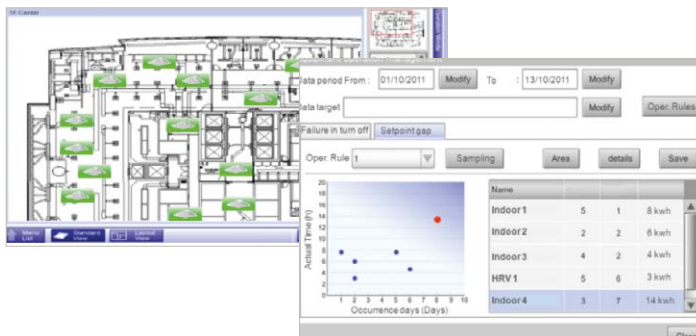 1F-Center
Data period From :
01/10/2011
Modify
To :
13/10/2011
Modify
Data target
Modify
Oper. Rules
Failure in turn off
Setpoint gap
Oper. Rule 1
Sampling
Area
details
Save
Name
Indoor1 5 1 8 kwh
Indoor2 2 2 6 kwh
Indoor3 4 2 4 kwh
HRV1 5 6 3 kwh
Indoor4 3 7 14 kwh
Actual Time (h)
20
18
16
14
12
10
8
6
4
2
0
1 2 3 4 5 6 7 8 9 10
Occurrence days (Days)
Menu
List
Standard
View
Layout
View